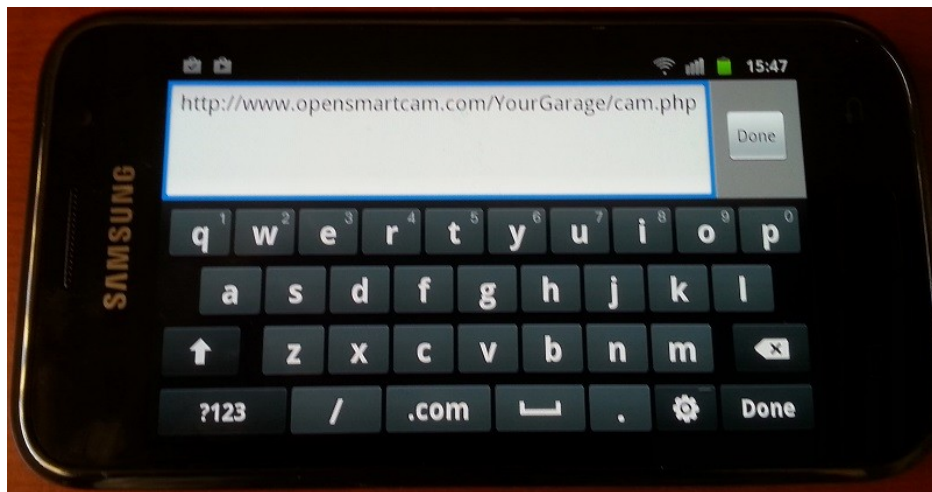 15:47
http://www.opensmartcam.com/YourGarage/cam.php
Done
SAMSUNG
q 1 w 2 e 3 r 4 t 5 y 6 u 7 i 8 o 9 p 0
a s d f g h j k l
z x c v b n m
?123 / .com . Done